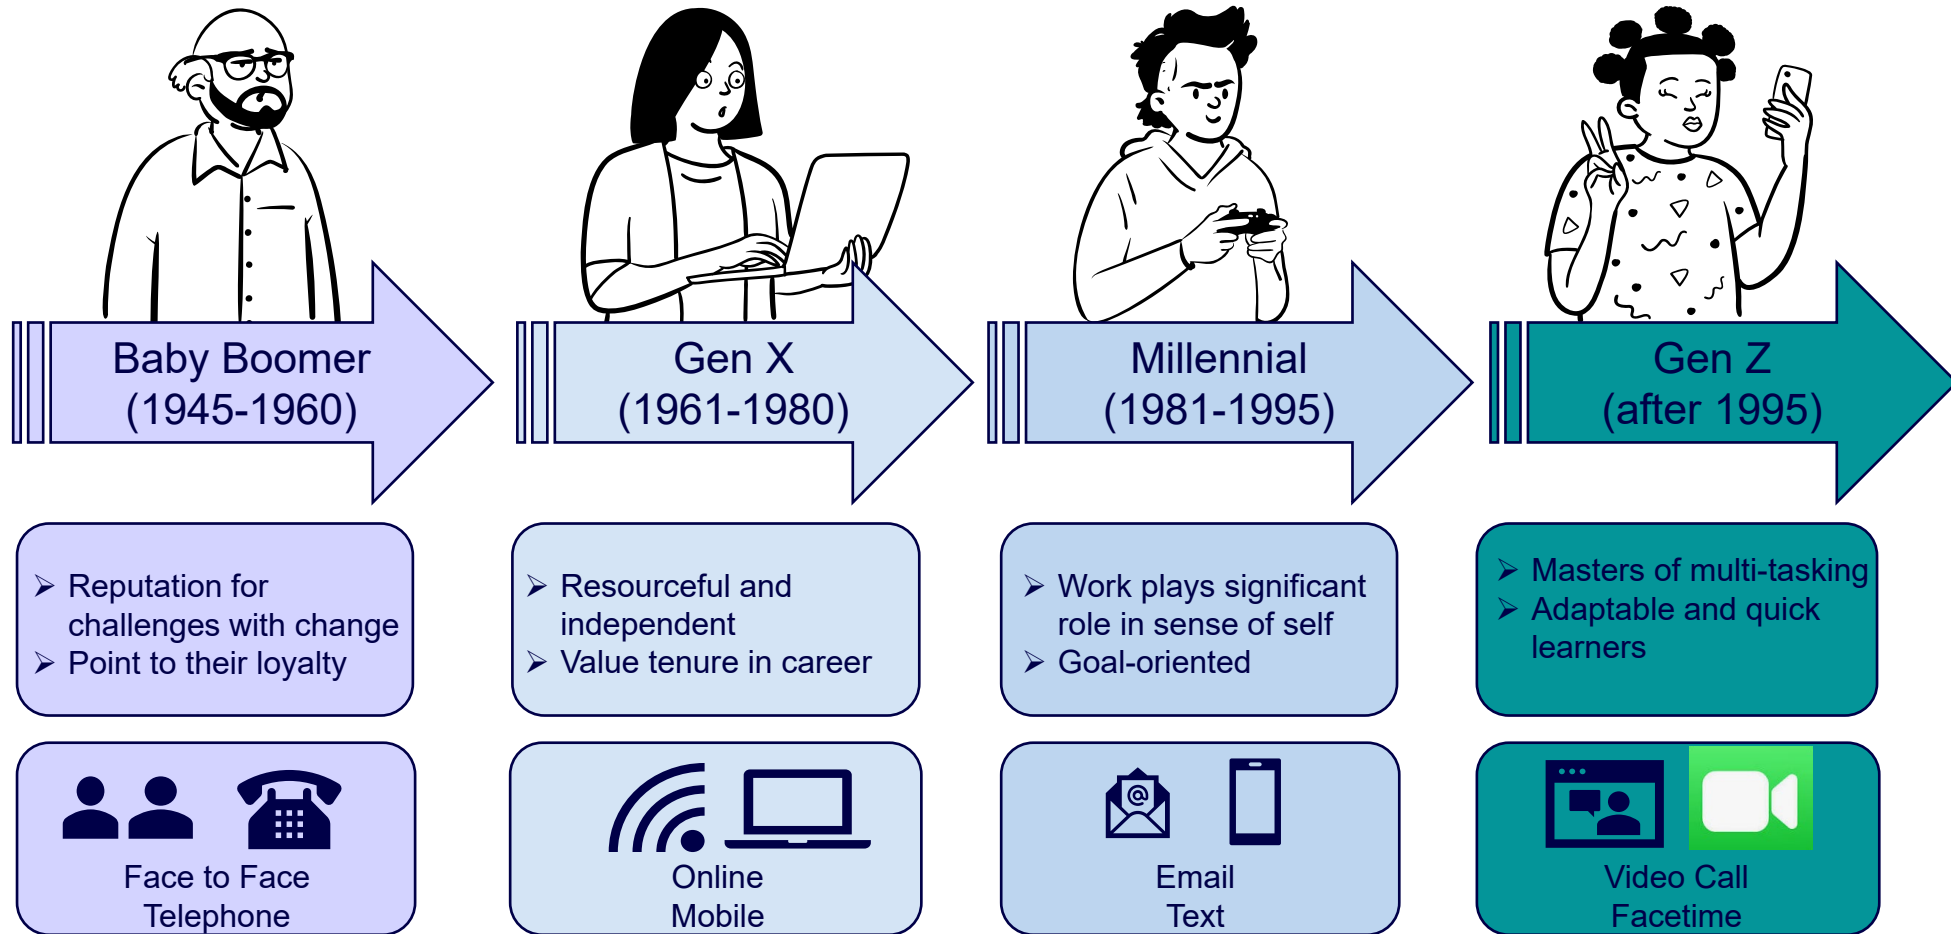 Baby Boomer
(1945-1960)
Gen X
(1961-1980)
Millennial
(1981-1995)
Gen Z
(after 1995)
➢ Reputation for
challenges with change
➢ Point to their loyalty
➢ Resourceful and
independent
➢ Value tenure in career
➢ Work plays significant
role in sense of self
➢ Goal-oriented
➢ Masters of multi-tasking
➢ Adaptable and quick
learners
Face to Face
Telephone
Online
Mobile
@
Email
Text
Video Call
Facetime